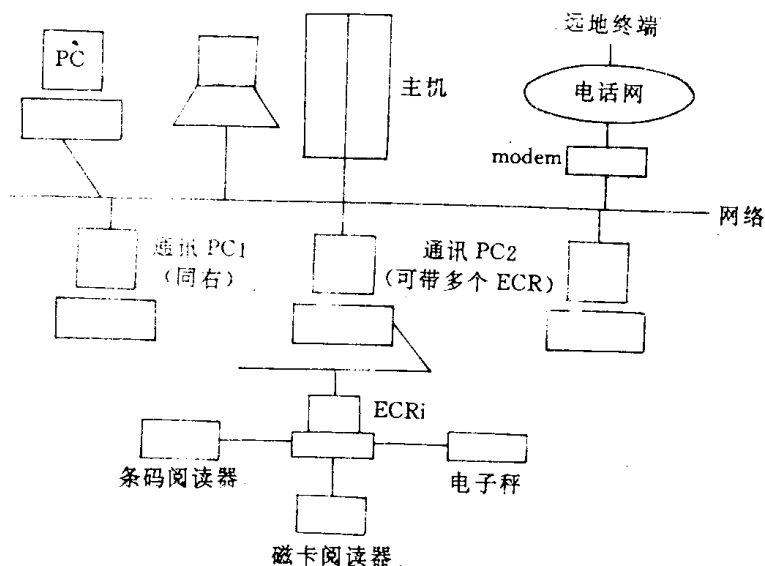 远地终端
PC
主机
电话网
modem
网络
通讯 PC1
（同右）
通讯 PC2
（可带多个 ECR）
ECRi
条码阅读器
电子秤
磁卡阅读器